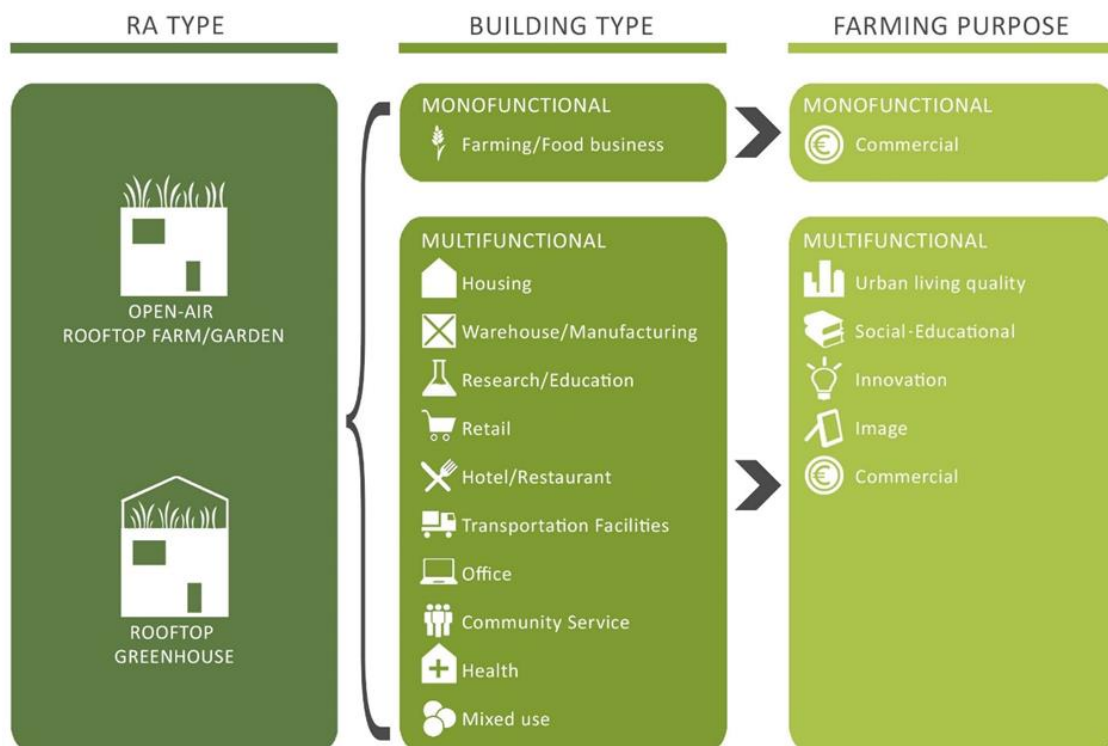 RA TYPE
BUILDING TYPE
FARMING PURPOSE
OPEN-AIR
ROOFTOP FARM/GARDEN
ROOFTOP
GREENHOUSE
MONOFUNCTIONAL
Farming/Food business
MULTIFUNCTIONAL
Housing
Warehouse/Manufacturing
Research/Education
Retail
Hotel/Restaurant
Transportation Facilities
Office
Community Service
Health
Mixed use
MONOFUNCTIONAL
€ Commercial
MULTIFUNCTIONAL
Urban living quality
Social-Educational
Innovation
Image
€ Commercial